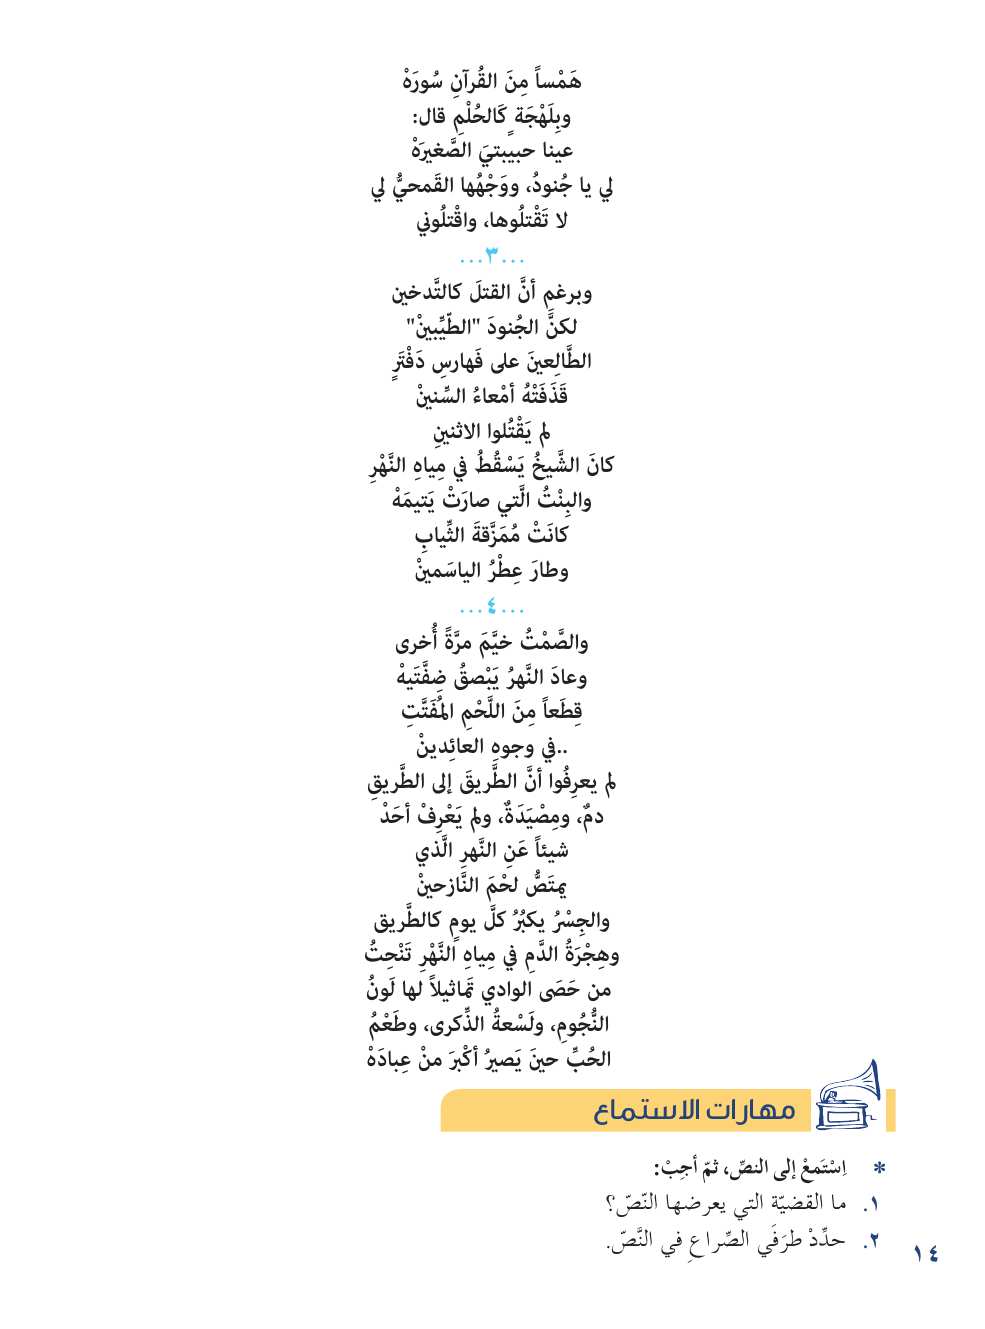 هَمْساً مِنَ القُرآنِ سُورَهْ
وبِلَهْجَةٍ كَالحُلْمِ قال:
عينا حبيبتيَ الصَّغيرَهْ
لي يا جُنودُ، ووَجْهُها القَمحيُّ لي
لا تَقْتلُوها، واقْتلُوني
...٣...
وبرغمِ أنَّ القتلَ كالتَّدخين
لكنَّ الجُنودَ "الطّيِّبينْ"
الطَّالِعينَ على فَهارسِ دَفْتَرٍ
قَذَفَتْهُ أمْعاءُ السِّنينْ
لم يَقْتُلوا الاثنينِ
كانَ الشَّيخُ يَسْقُطُ في مِياهِ النَّهْرِ
والبِنْتُ الَّتي صارَتْ يَتيمَهْ
كانَتْ مُمَزَّقةَ الثِّيابِ
وطارَ عِطْرُ الياسَمينْ
...٤...
والصَّمْتُ خيَّمَ مرَّةً أُخرى
وعادَ النَّهرُ يَبْصقُ ضِفَّتَيهْ
قِطَعاً مِنَ اللَّحْمِ المُفَتَّتِ
..في وجوهِ العائِدينْ
لم يعرِفُوا أنَّ الطَّريقَ إلى الطَّريقِ
دمٌ، ومِصْيَدَةٌ، ولم يَعْرِفْ أحَدْ
شيئاً عَنِ النَّهرِ الَّذي
يمتَصُّ لحْمَ النَّازحينْ
والجِسْرُ يكبُرُ كلَّ يومٍ كالطَّريق
وهِجْرَةُ الدَّمِ في مِياهِ النَّهْرِ تَنْحِتُ
من حَصَى الوادي تَماثيلاً لها لَونُ
النُّجُومِ، ولَسْعةُ الذِّكرى، وطَعْمُ
الحُبِّ حينَ يَصيرُ أكْبرَ منْ عِبادَهْ
مهارات الاستماع
* اِسْتَمعْ إلى النصِّ، ثمّ أجِبْ:
١. ما القضيّة التي يعرضها النّصّ؟
٢. حدِّدْ طرَفَي الصِّراعِ في النَّصّ.
١٤